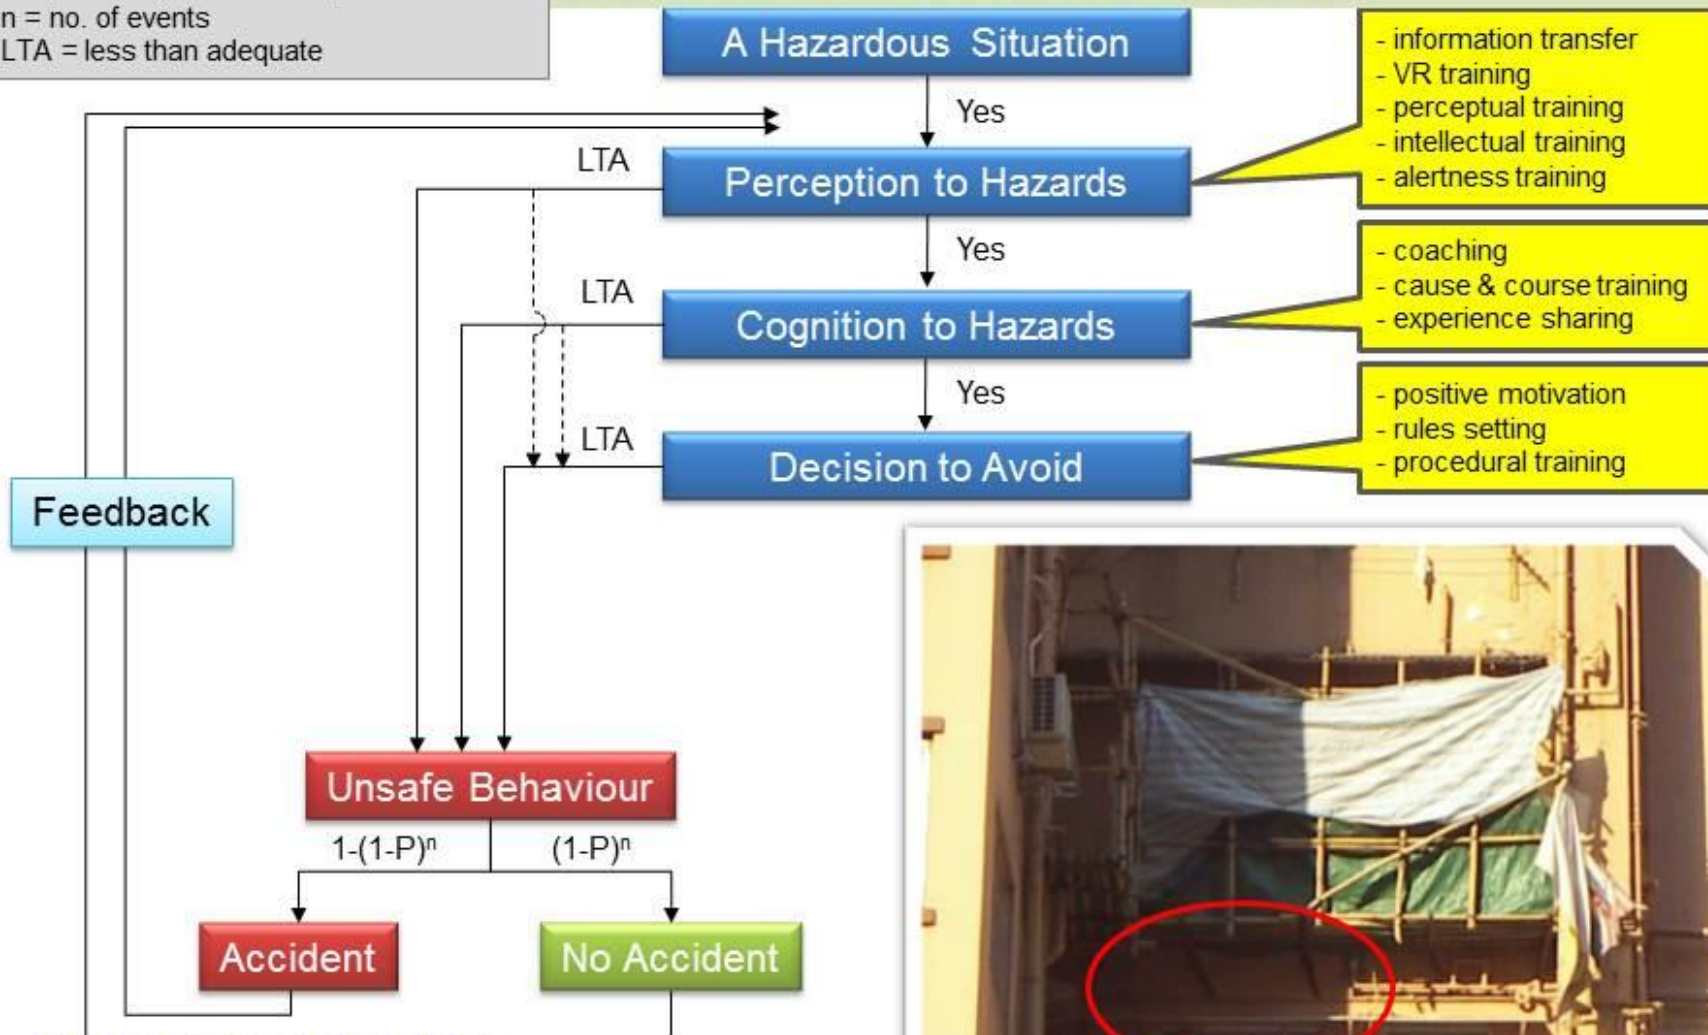 n = no. of events
LTA = less than adequate
A Hazardous Situation
Yes
- information transfer
- VR training
- perceptual training
- intellectual training
- alertness training
LTA
Perception to Hazards
Yes
- coaching
- cause & course training
- experience sharing
LTA
Cognition to Hazards
Yes
- positive motivation
- rules setting
- procedural training
LTA
Decision to Avoid
Feedback
Unsafe Behaviour
1-(1-P)ⁿ
(1-P)ⁿ
Accident
No Accident